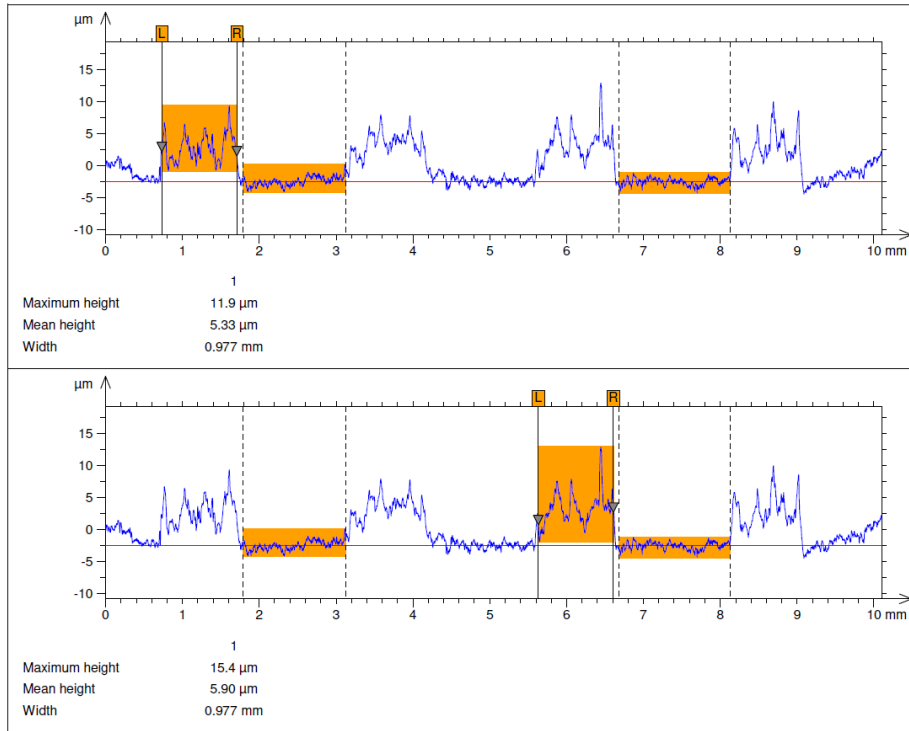 µm
L R
15
10
5
0
-5
-10
0 1 2 3 4 5 6 7 8 9 10 mm
1
Maximum height 11.9 µm
Mean height 5.33 µm
Width 0.977 mm
µm
L R
15
10
5
0
-5
-10
0 1 2 3 4 5 6 7 8 9 10 mm
1
Maximum height 15.4 µm
Mean height 5.90 µm
Width 0.977 mm